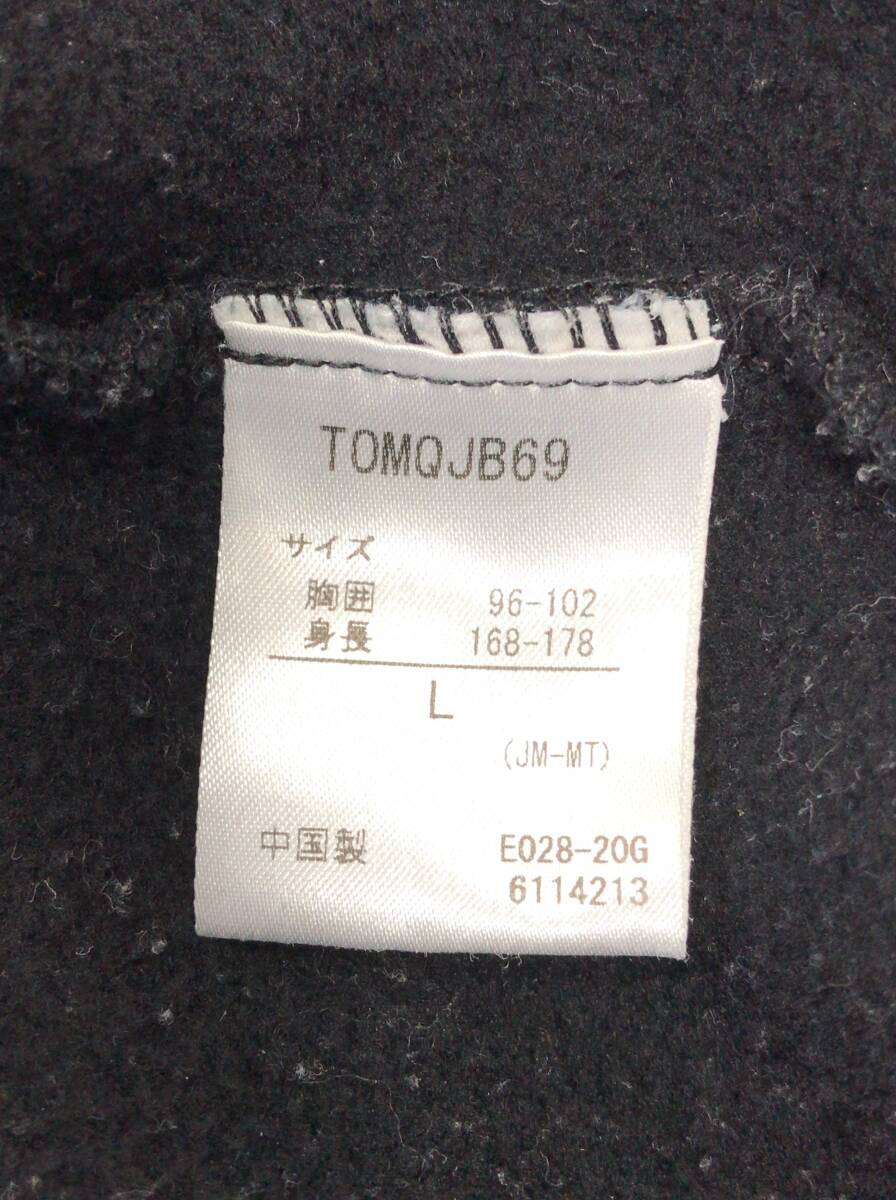 TOMQJB69
サイズ
胸囲 96-102
身長 168-178
L
(JM-MT)
中国製 E028-20G
6114213